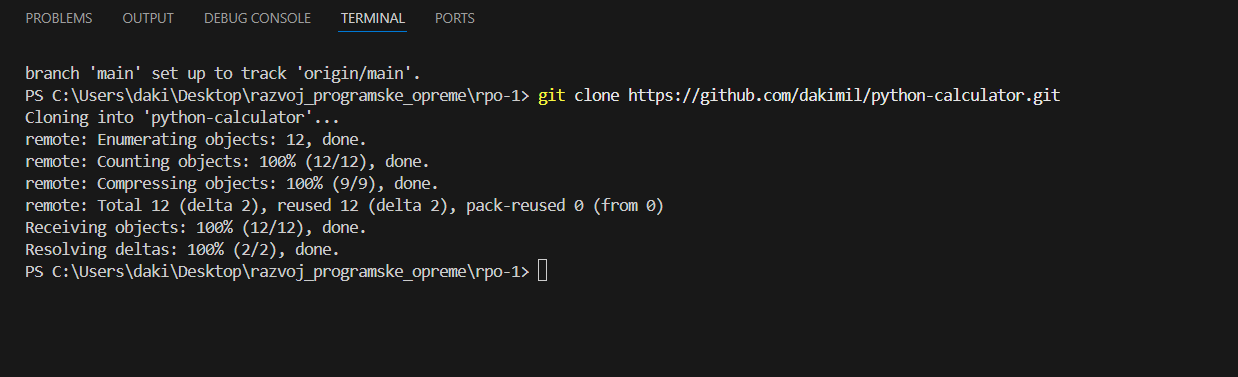 PROBLEMS OUTPUT DEBUG CONSOLE TERMINAL PORTS
branch 'main' set up to track 'origin/main'.
PS C:\Users\daki\Desktop\razvoj_programske_opreme\rpo-1> git clone https://github.com/dakimil/python-calculator.git
Cloning into 'python-calculator'...
remote: Enumerating objects: 12, done.
remote: Counting objects: 100% (12/12), done.
remote: Compressing objects: 100% (9/9), done.
remote: Total 12 (delta 2), reused 12 (delta 2), pack-reused 0 (from 0)
Receiving objects: 100% (12/12), done.
Resolving deltas: 100% (2/2), done.
PS C:\Users\daki\Desktop\razvoj_programske_opreme\rpo-1>